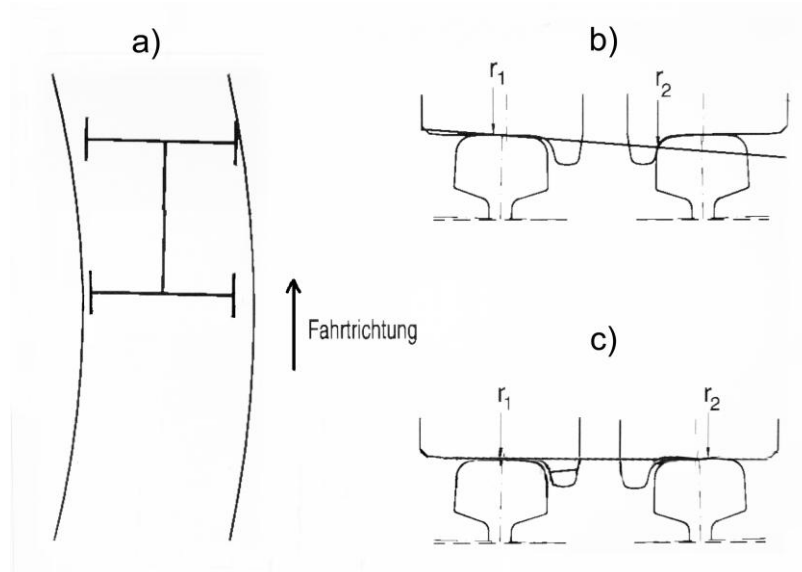 a)
b)
r₁
r₂
Fahrtrichtung
c)
r₁
r₂